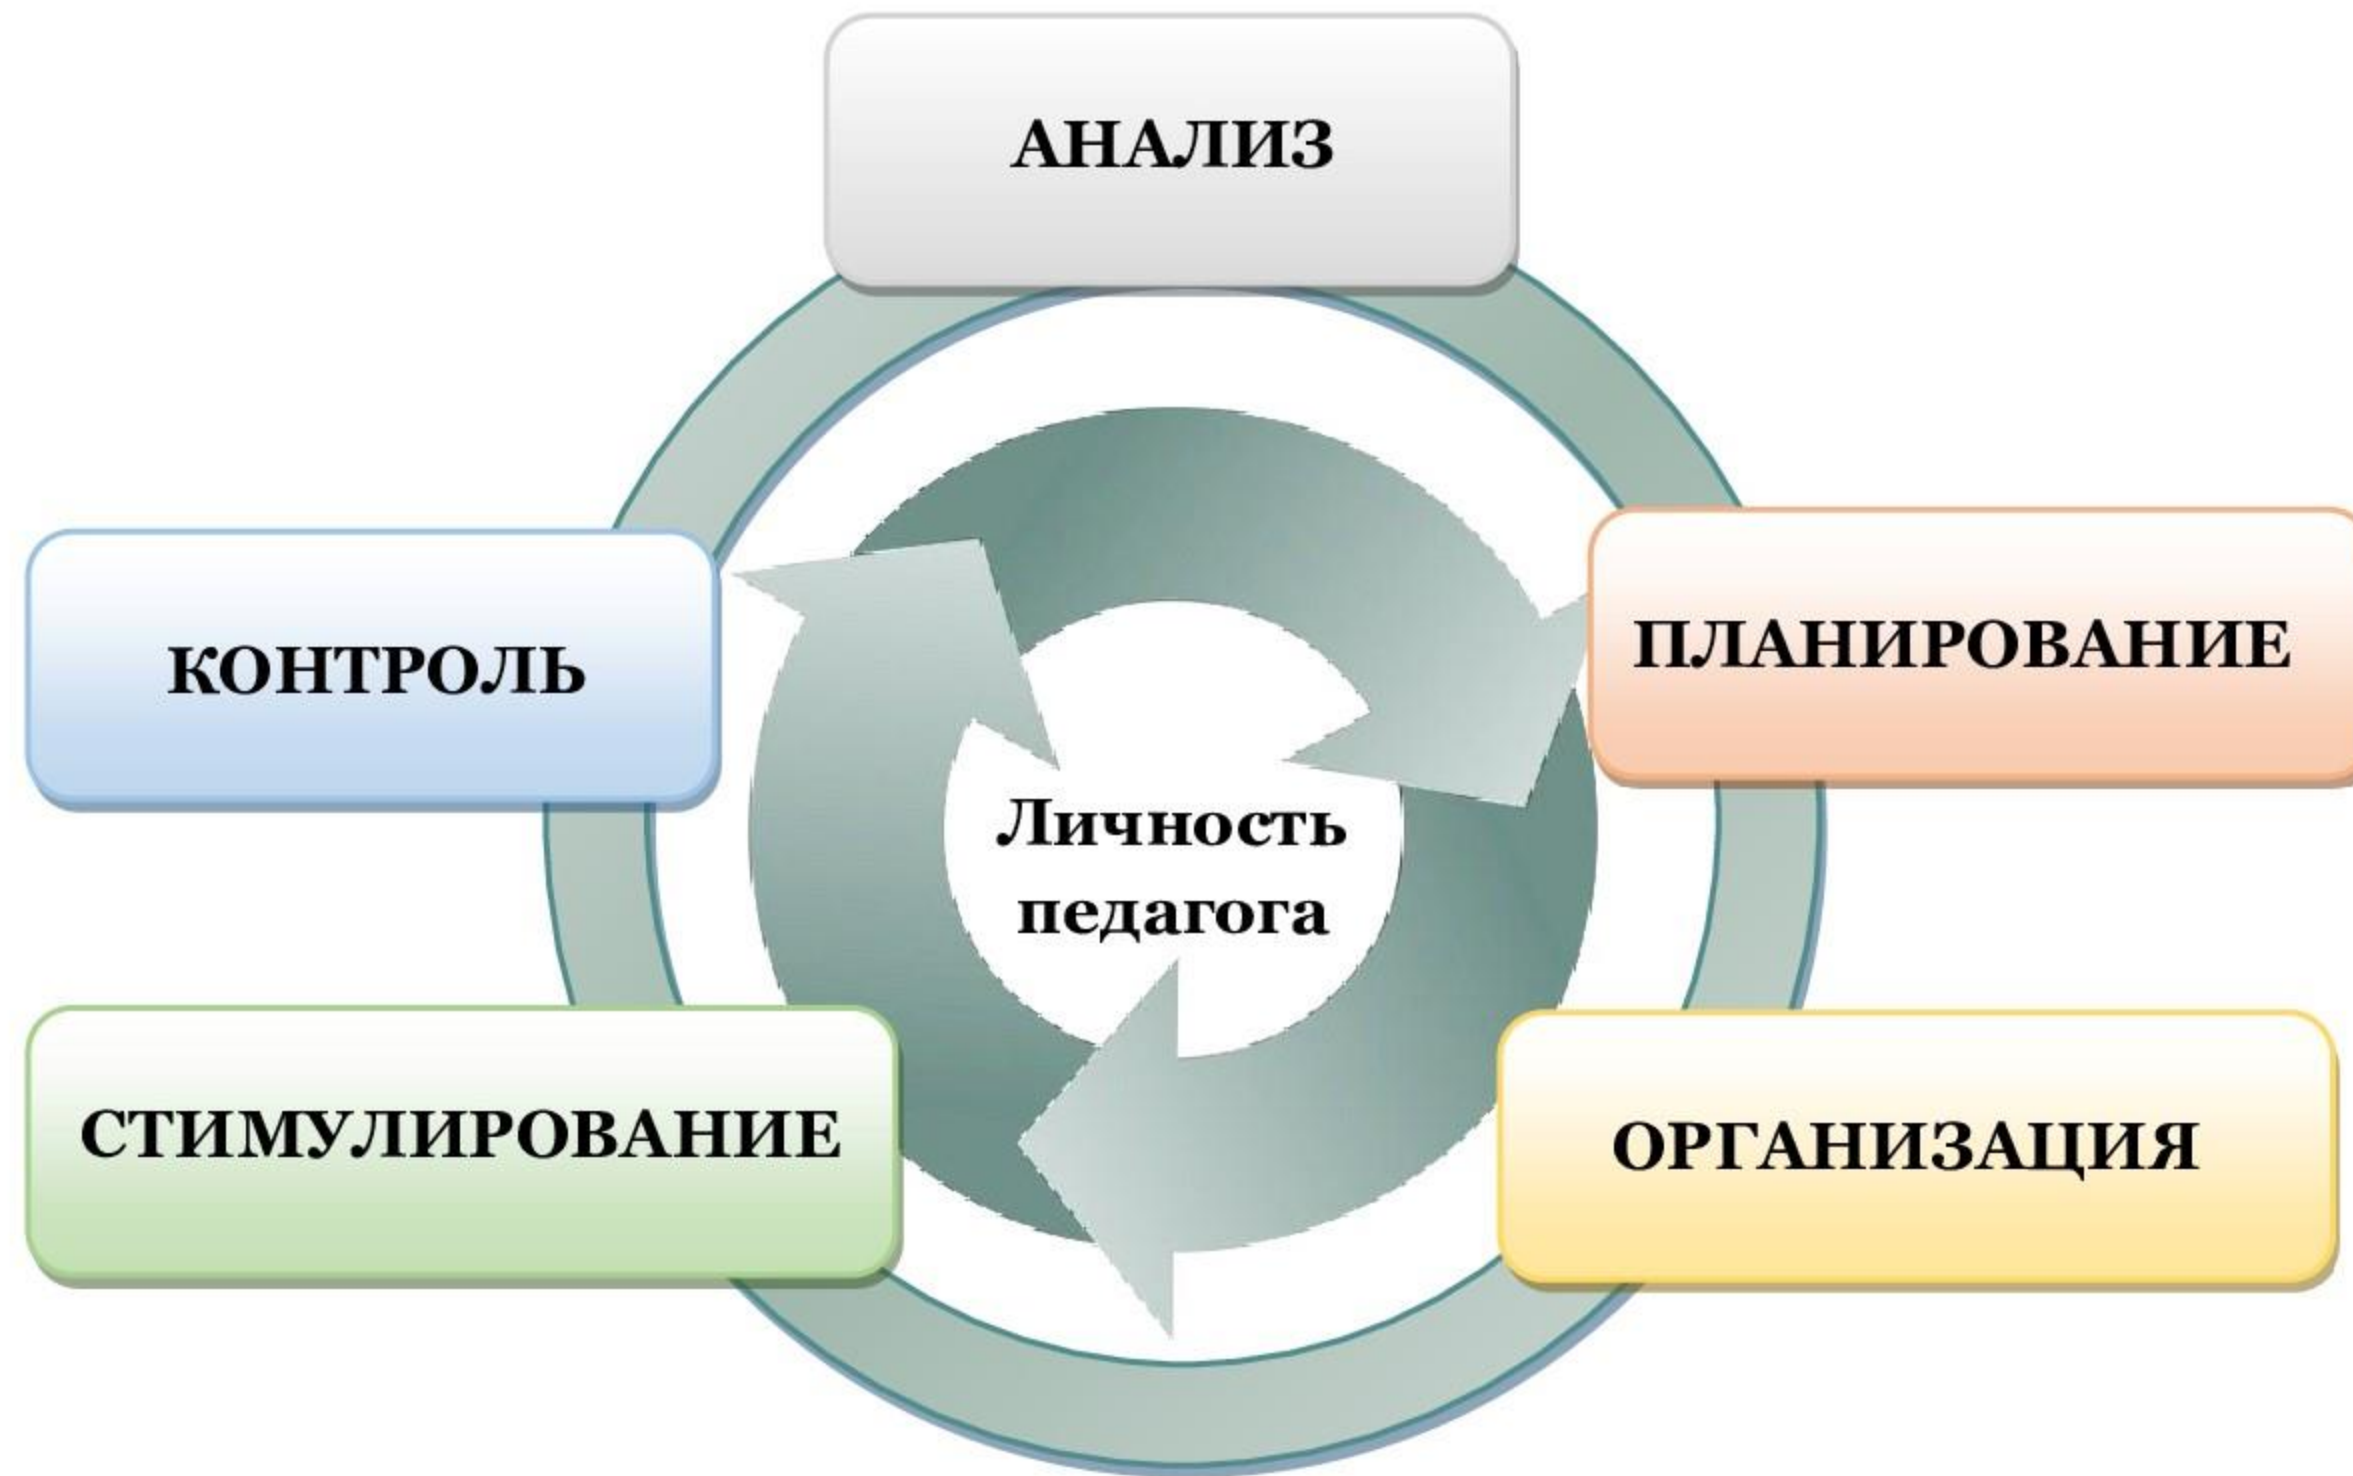 АНАЛИЗ
КОНТРОЛЬ
ПЛАНИРОВАНИЕ
Личность
педагога
СТИМУЛИРОВАНИЕ
ОРГАНИЗАЦИЯ